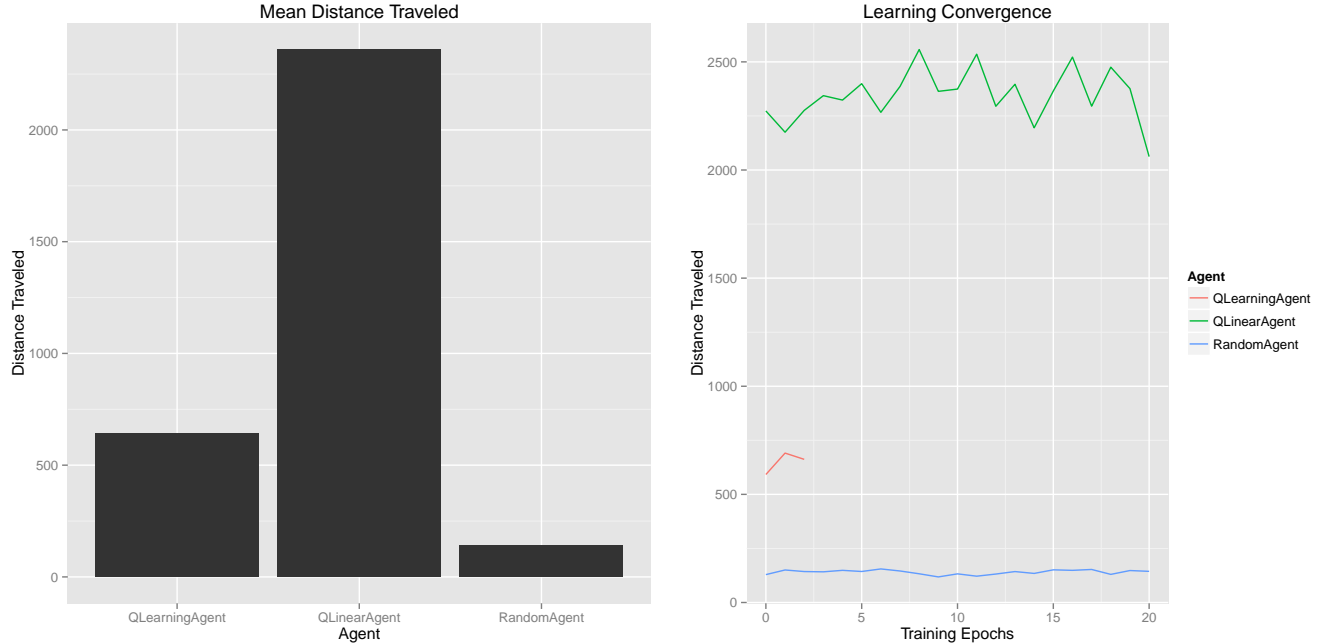 Mean Distance Traveled
Distance Traveled
2000
1500
1000
500
0
QLearningAgent QLinearAgent RandomAgent
Agent
Learning Convergence
Distance Traveled
2500
2000
1500
1000
500
0
0 5 10 15 20
Training Epochs
Agent
QLearningAgent
QLinearAgent
RandomAgent